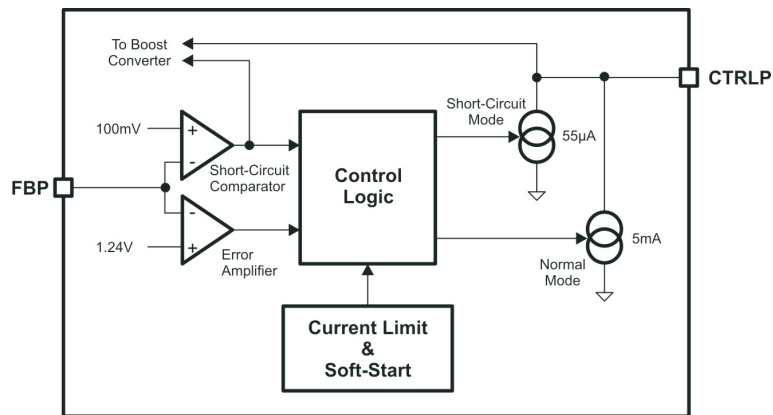 To Boost
Converter
CTRLP
Short-Circuit
Mode
55µA
100mV
+
-
Short-Circuit
Comparator
Control
Logic
FBP
-
+
1.24V
Error
Amplifier
5mA
Normal
Mode
Current Limit
&
Soft-Start